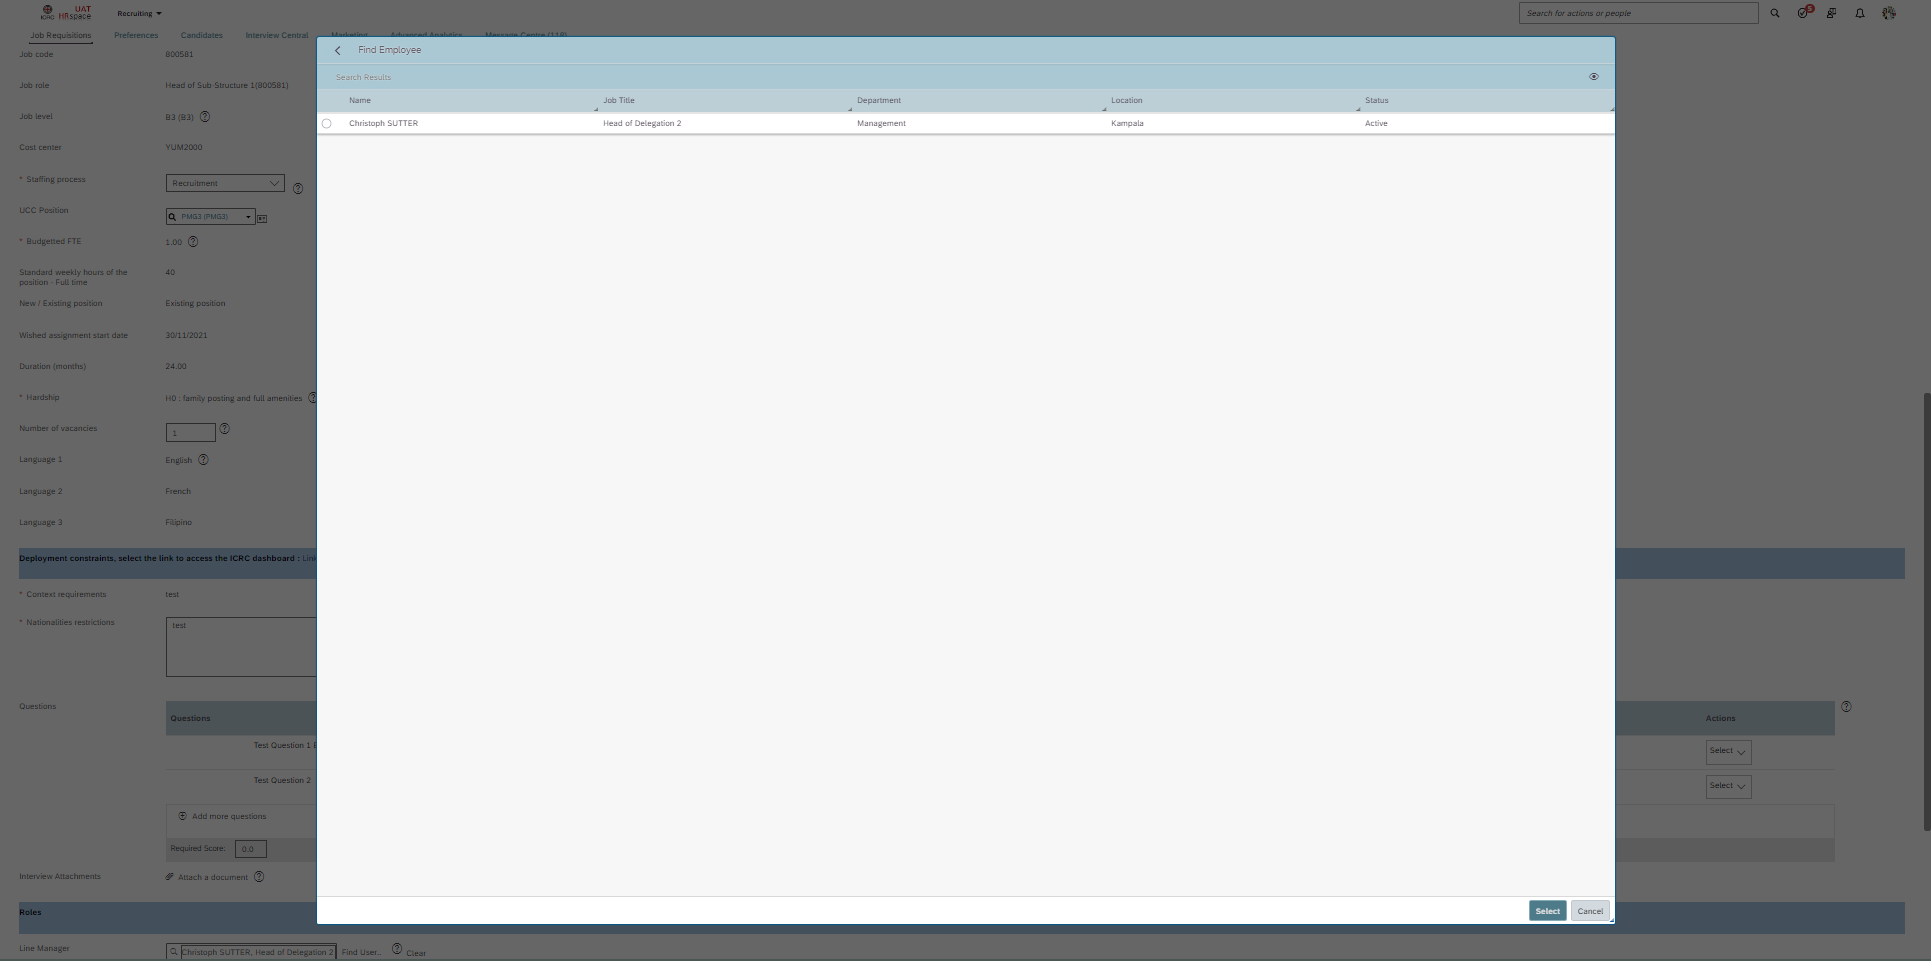 UAT
ICRC HRspace
Recruiting
Search for actions or people
5
Job Requisitions
Preferences
Candidates
Interview Central
Marketing
Advanced Analytics
Message Centre (118)
Job code
800581
Job role
Head of Sub-Structure 1(800581)
Job level
B3 (B3)
Cost center
YUM2000
* Staffing process
Recruitment
UCC Position
PMG3 (PMG3)
* Budgetted FTE
1.00
Standard weekly hours of the
position - Full time
40
New / Existing position
Existing position
Wished assignment start date
30/11/2021
Duration (months)
24.00
* Hardship
H0 : family posting and full amenities
Number of vacancies
1
Language 1
English
Language 2
French
Language 3
Filipino
Deployment constraints, select the link to access the ICRC dashboard : Link
* Context requirements
test
* Nationalities restrictions
test
Questions
Questions
Actions
Test Question 1
Select
Test Question 2
Select
Add more questions
Required Score:
0.0
Interview Attachments
Attach a document
Roles
Line Manager
Christoph SUTTER, Head of Delegation 2
Find User..
Clear
Find Employee
Search Results
Name
Job Title
Department
Location
Status
Christoph SUTTER
Head of Delegation 2
Management
Kampala
Active
Select
Cancel